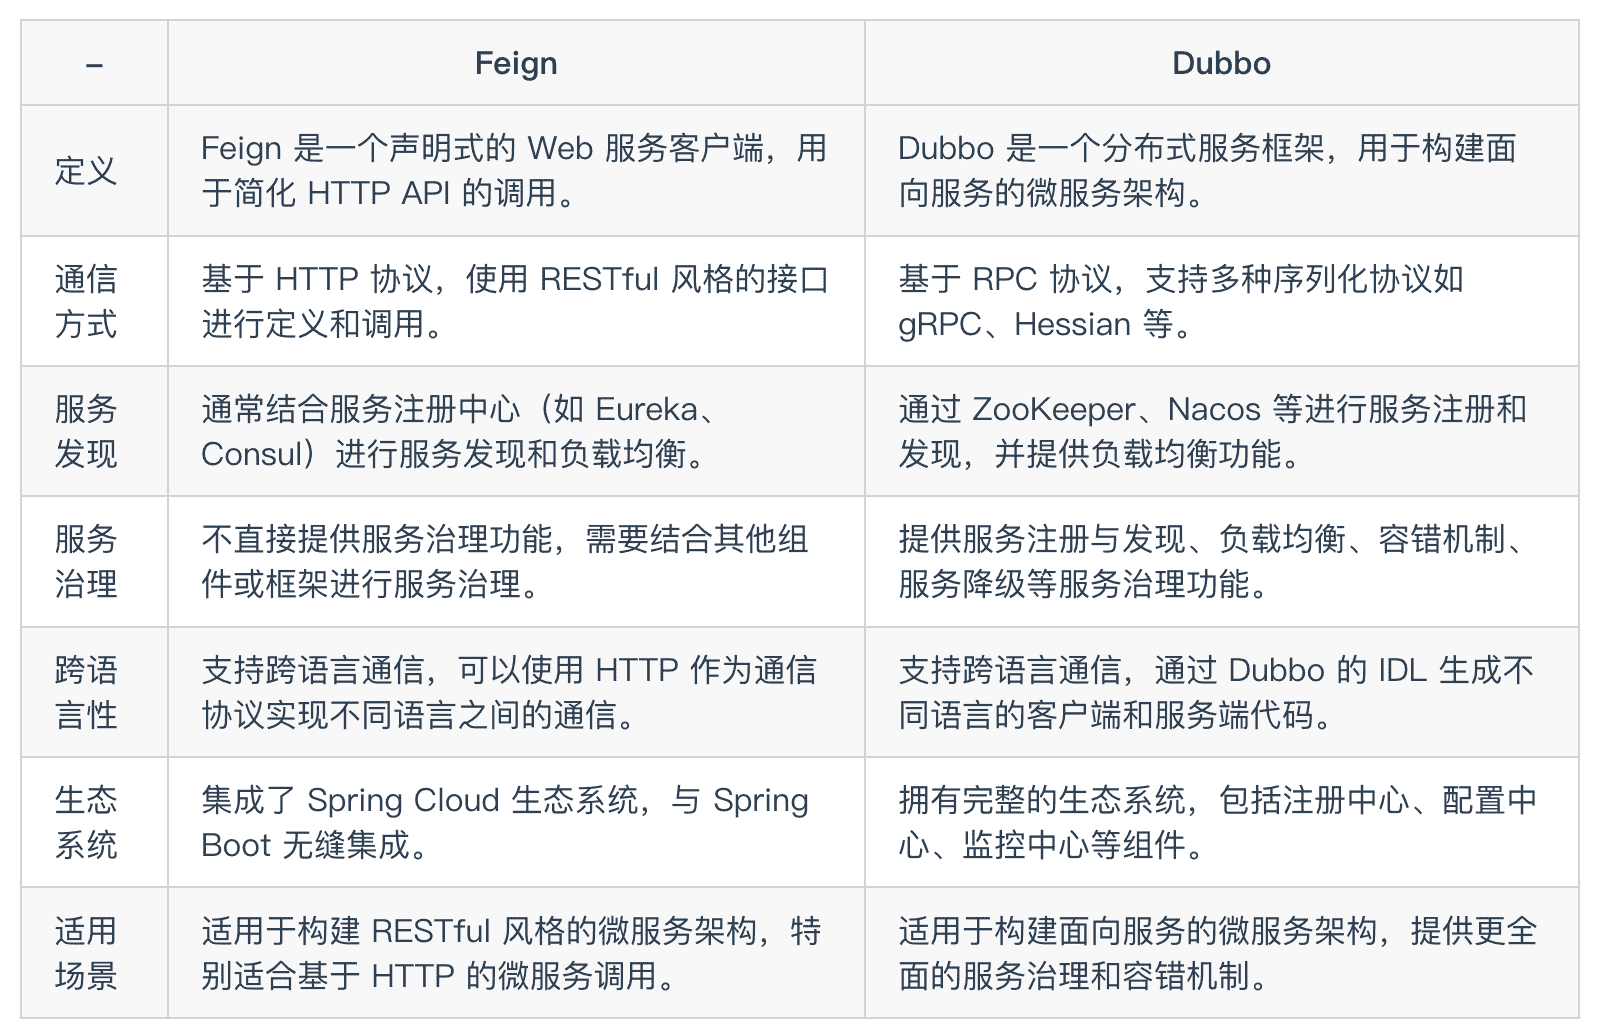 –
Feign
Dubbo
定义
Feign 是一个声明式的 Web 服务客户端，用
于简化 HTTP API 的调用。
Dubbo 是一个分布式服务框架，用于构建面
向服务的微服务架构。
通信
方式
基于 HTTP 协议，使用 RESTful 风格的接口
进行定义和调用。
基于 RPC 协议，支持多种序列化协议如
gRPC、Hessian 等。
服务
发现
通常结合服务注册中心（如 Eureka、
Consul）进行服务发现和负载均衡。
通过 ZooKeeper、Nacos 等进行服务注册和
发现，并提供负载均衡功能。
服务
治理
不直接提供服务治理功能，需要结合其他组
件或框架进行服务治理。
提供服务注册与发现、负载均衡、容错机制、
服务降级等服务治理功能。
跨语
言性
支持跨语言通信，可以使用 HTTP 作为通信
协议实现不同语言之间的通信。
支持跨语言通信，通过 Dubbo 的 IDL 生成不
同语言的客户端和服务端代码。
生态
系统
集成了 Spring Cloud 生态系统，与 Spring
Boot 无缝集成。
拥有完整的生态系统，包括注册中心、配置中
心、监控中心等组件。
适用
场景
适用于构建 RESTful 风格的微服务架构，特
别适合基于 HTTP 的微服务调用。
适用于构建面向服务的微服务架构，提供更全
面的服务治理和容错机制。